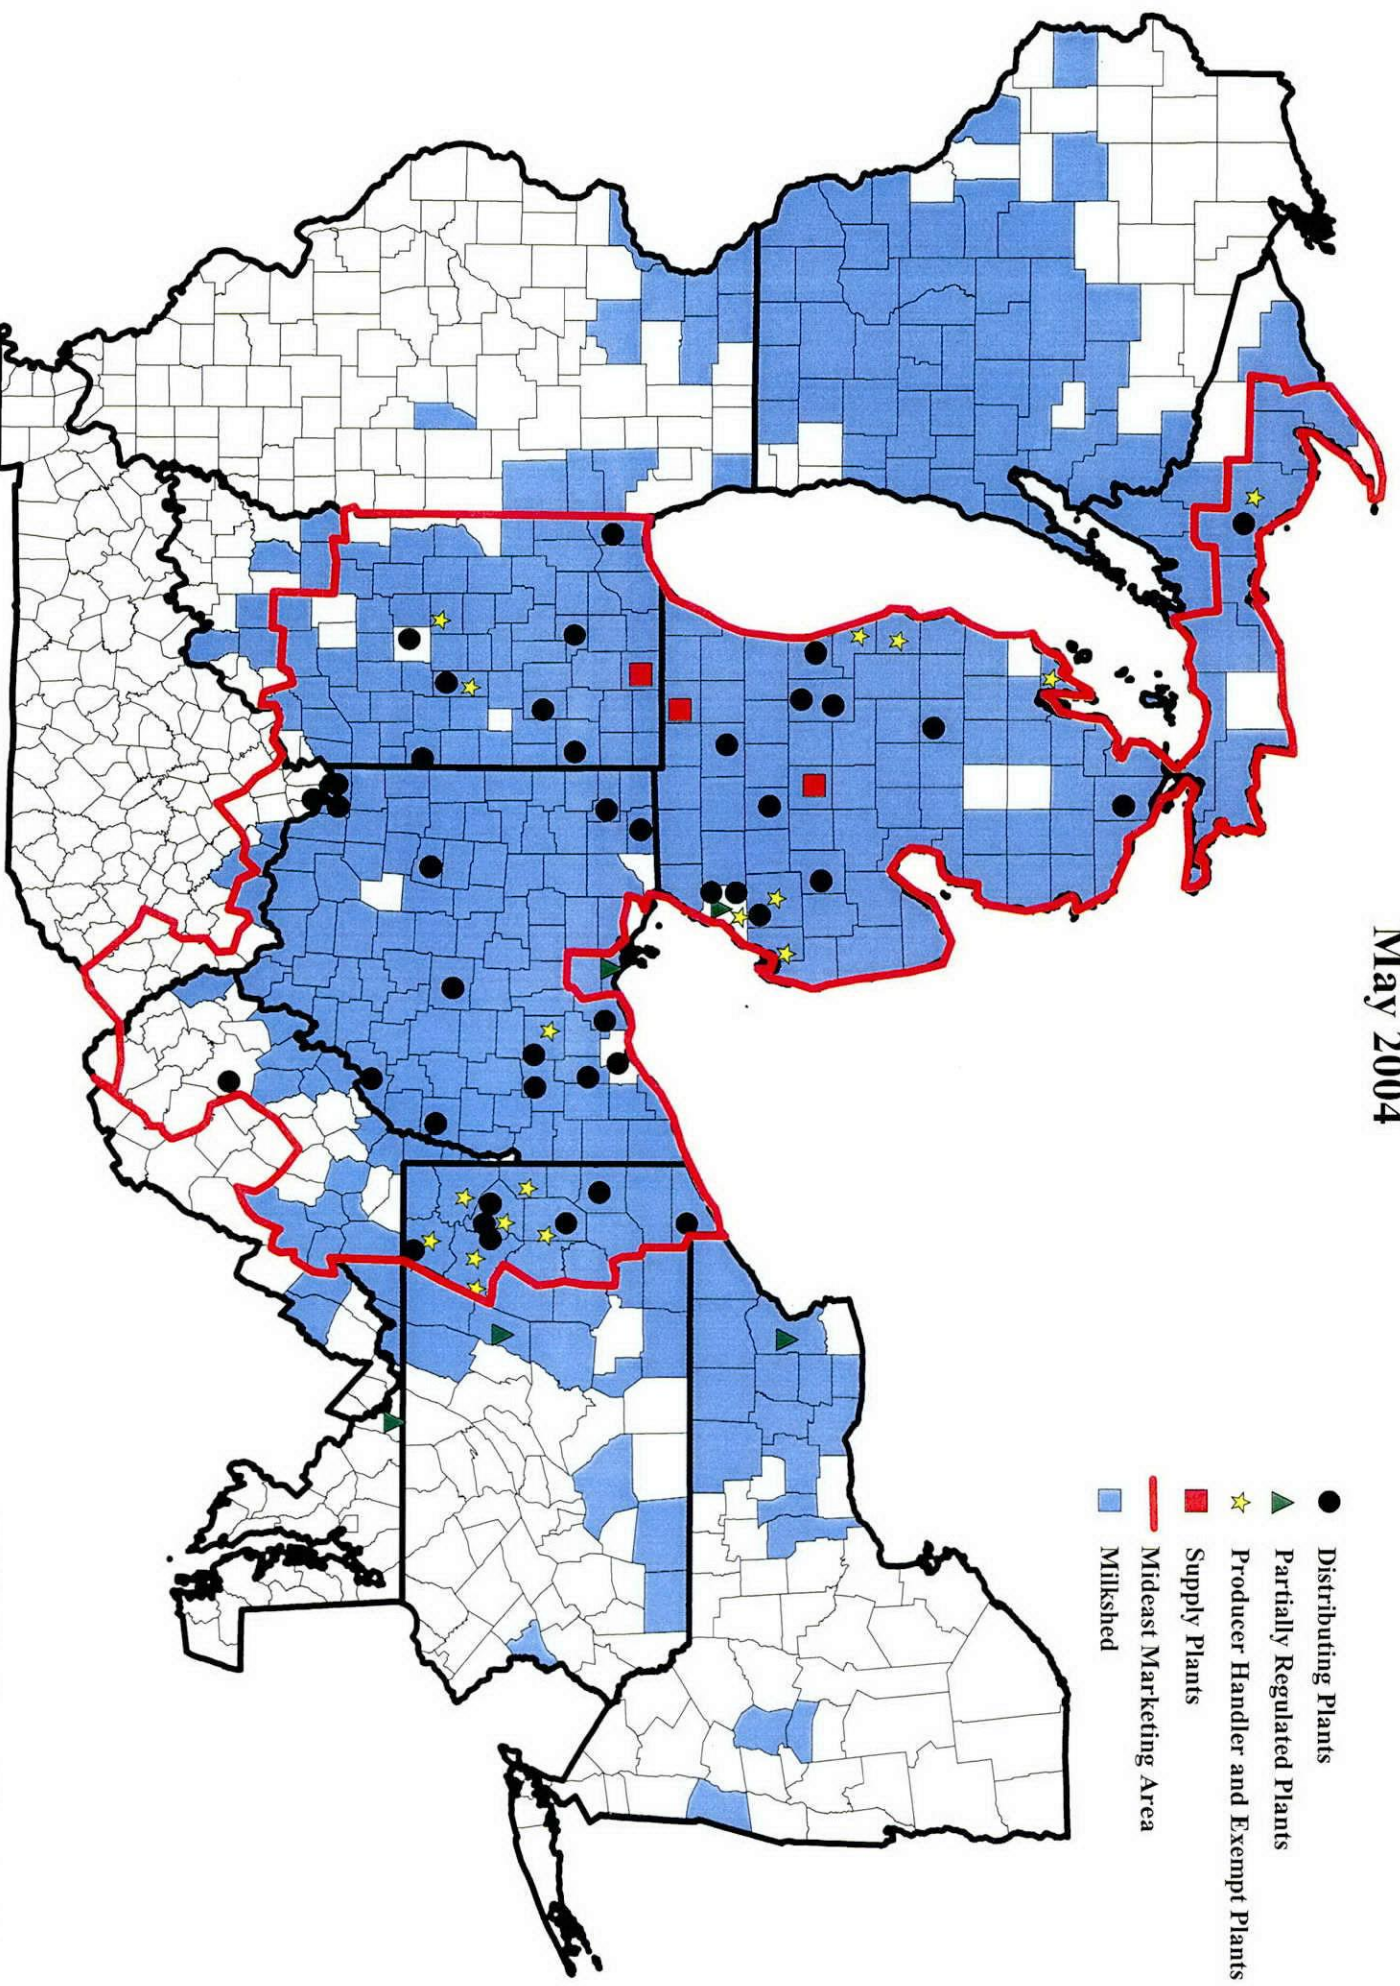 May 2004
Distributing Plants
Partially Regulated Plants
Producer Handler and Exempt Plants
Supply Plants
Mideast Marketing Area
Milkshed